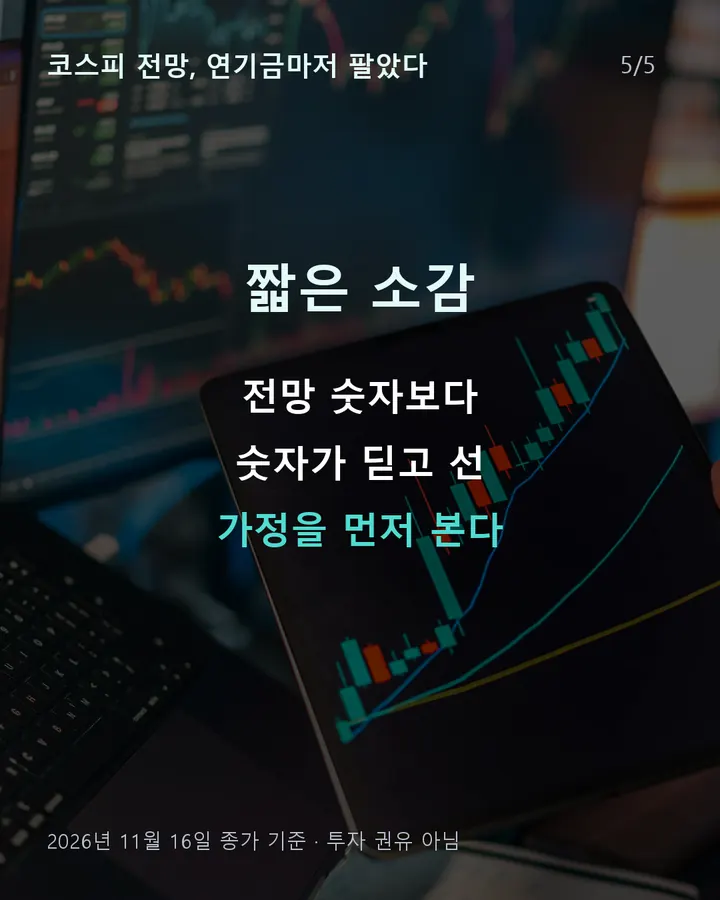 코스피 전망, 연기금마저 팔았다
5/5
짧은 소감
전망 숫자보다
숫자가 딛고 선
가정을 먼저 본다
2026년 11월 16일 종가 기준 · 투자 권유 아님